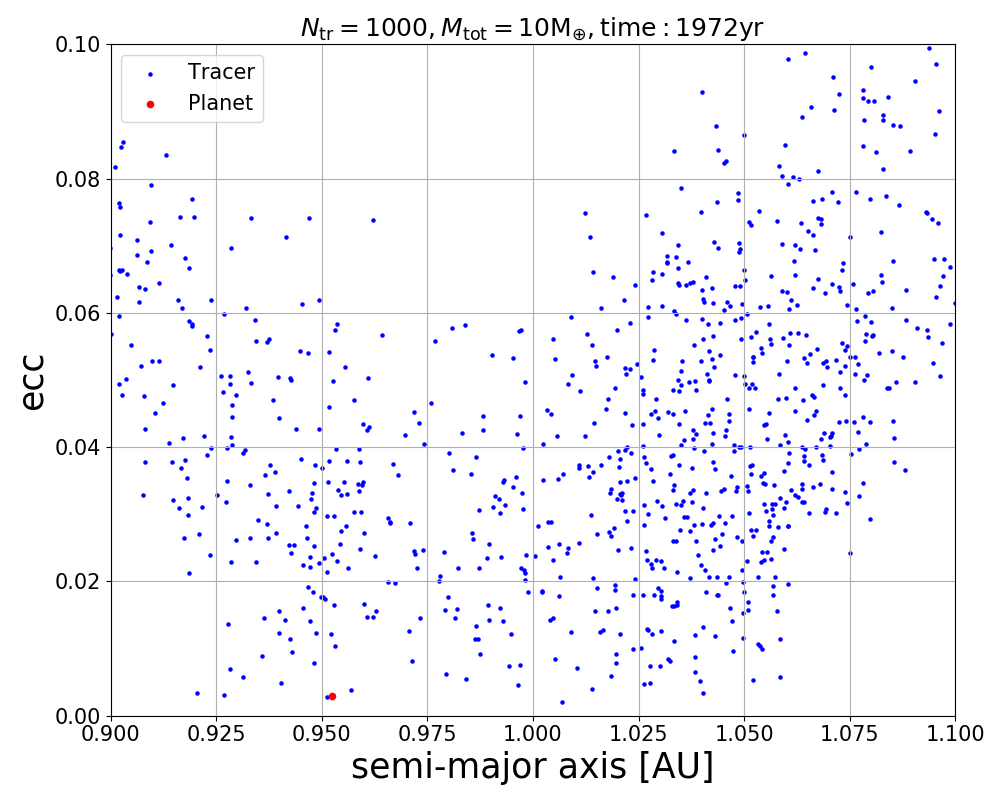 N_tr = 1000, M_tot = 10M_⊕, time : 1972yr
0.10
Tracer
Planet
0.08
0.06
ecc
0.04
0.02
0.00
0.900 0.925 0.950 0.975 1.000 1.025 1.050 1.075 1.100
semi-major axis [AU]